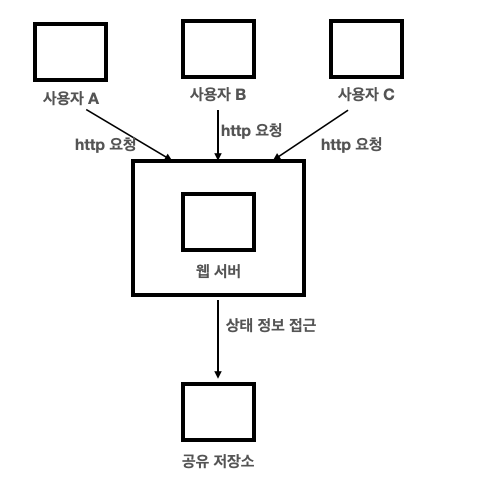 사용자 A
사용자 B
사용자 C
http 요청
http 요청
http 요청
웹 서버
상태 정보 접근
공유 저장소